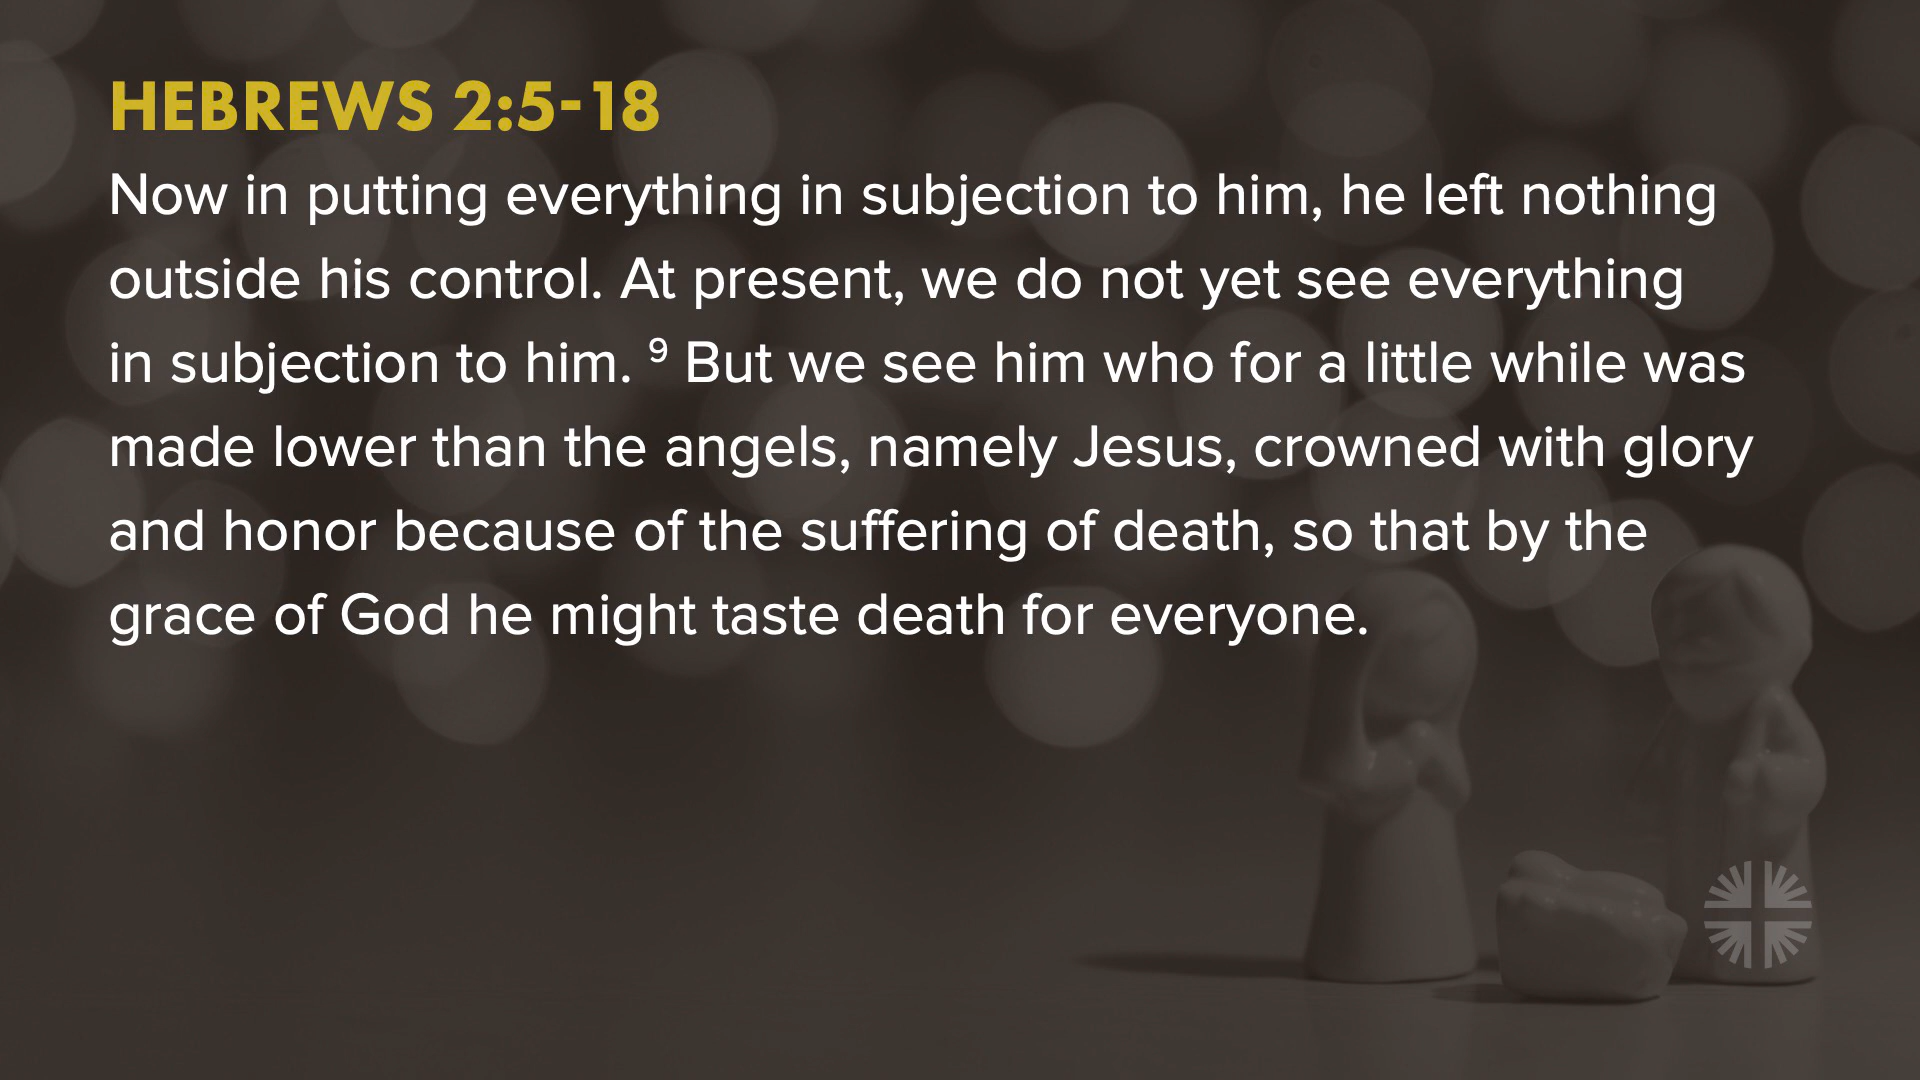 HEBREWS 2:5-18
Now in putting everything in subjection to him, he left nothing
outside his control. At present, we do not yet see everything
in subjection to him. ⁹ But we see him who for a little while was
made lower than the angels, namely Jesus, crowned with glory
and honor because of the suffering of death, so that by the
grace of God he might taste death for everyone.